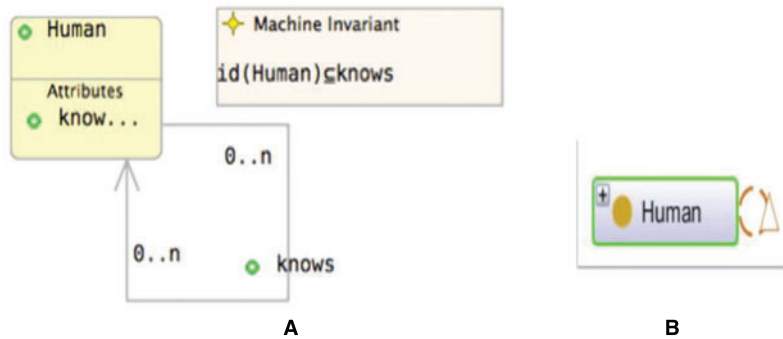 Human
Attributes
know...
Machine Invariant
id(Human)⊆knows
0..n
0..n
knows
A
+
Human
B